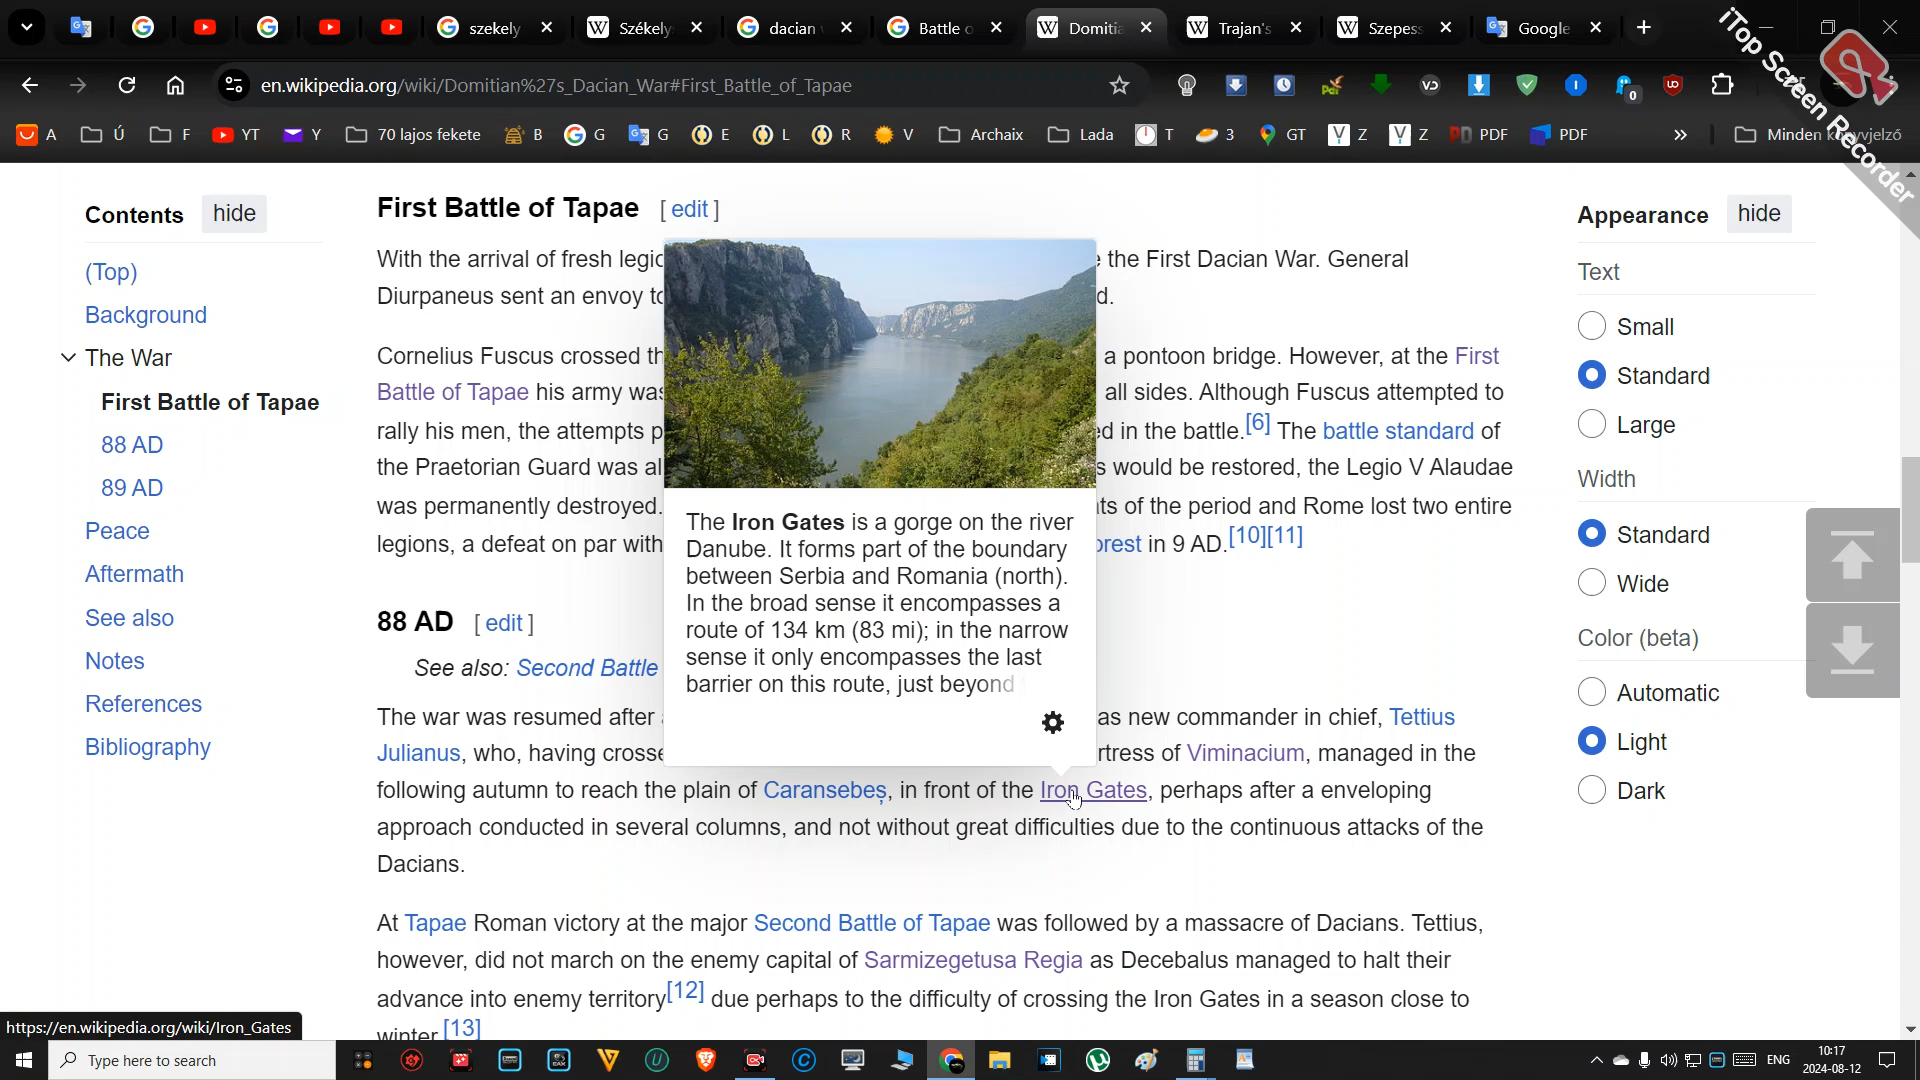 szekely
Székely
dacian
Battle o
Domitia
Trajan's
Szepess
Google
iTop Screen Recorder
en.wikipedia.org/wiki/Domitian%27s_Dacian_War#First_Battle_of_Tapae
0
A
Ú
F
YT
Y
70 lajos fekete
B
G
G
E
L
R
V
Archaix
Lada
T
3
GT
Z
Z
PDF
PDF
»
Minden könyvjelző
Contents hide
(Top)
Background
The War
First Battle of Tapae
88 AD
89 AD
Peace
Aftermath
See also
Notes
References
Bibliography
First Battle of Tapae [ edit ]
With the arrival of fresh legio
the First Dacian War. General
Diurpaneus sent an envoy to
d.
Cornelius Fuscus crossed th
a pontoon bridge. However, at the First
Battle of Tapae his army was
all sides. Although Fuscus attempted to
rally his men, the attempts p
ed in the battle.[6] The battle standard of
the Praetorian Guard was al
s would be restored, the Legio V Alaudae
was permanently destroyed.
ts of the period and Rome lost two entire
legions, a defeat on par with
orest in 9 AD.[10][11]
The Iron Gates is a gorge on the river
Danube. It forms part of the boundary
between Serbia and Romania (north).
In the broad sense it encompasses a
route of 134 km (83 mi); in the narrow
sense it only encompasses the last
barrier on this route, just beyond
88 AD [ edit ]
See also: Second Battle
The war was resumed after
as new commander in chief, Tettius
Julianus, who, having crosse
rtress of Viminacium, managed in the
following autumn to reach the plain of Caransebeș, in front of the Iron Gates, perhaps after a enveloping
approach conducted in several columns, and not without great difficulties due to the continuous attacks of the
Dacians.
At Tapae Roman victory at the major Second Battle of Tapae was followed by a massacre of Dacians. Tettius,
however, did not march on the enemy capital of Sarmizegetusa Regia as Decebalus managed to halt their
advance into enemy territory[12] due perhaps to the difficulty of crossing the Iron Gates in a season close to
winter.[13]
Appearance hide
Text
Small
Standard
Large
Width
Standard
Wide
Color (beta)
Automatic
Light
Dark
https://en.wikipedia.org/wiki/Iron_Gates
Type here to search
ENG
10:17
2024-08-12